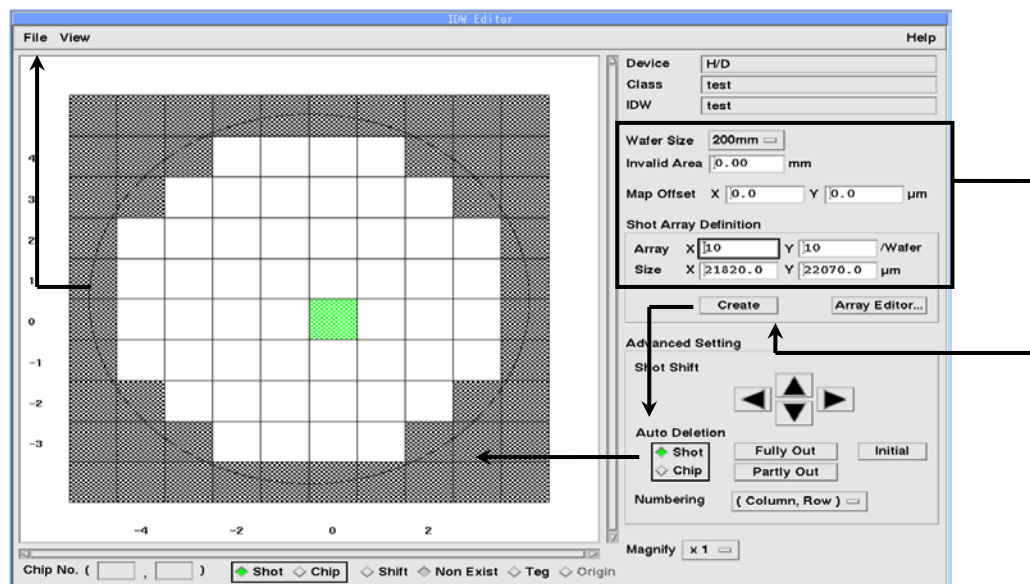 IDW Editor
File View Help
Device H/D
Class test
IDW test
Wafer Size 200mm
Invalid Area 0.00 mm
Map Offset X 0.0 Y 0.0 µm
Shot Array Definition
Array X 10 Y 10 /Wafer
Size X 21820.0 Y 22070.0 µm
Create Array Editor...
Advanced Setting
Shot Shift
Auto Deletion
Shot Fully Out Initial
Chip Partly Out
Numbering ( Column, Row )
Magnify x 1
4
3
2
1
0
-1
-2
-3
-4 -2 0 2
Chip No. ( , ) Shot Chip Shift Non Exist Teg Origin